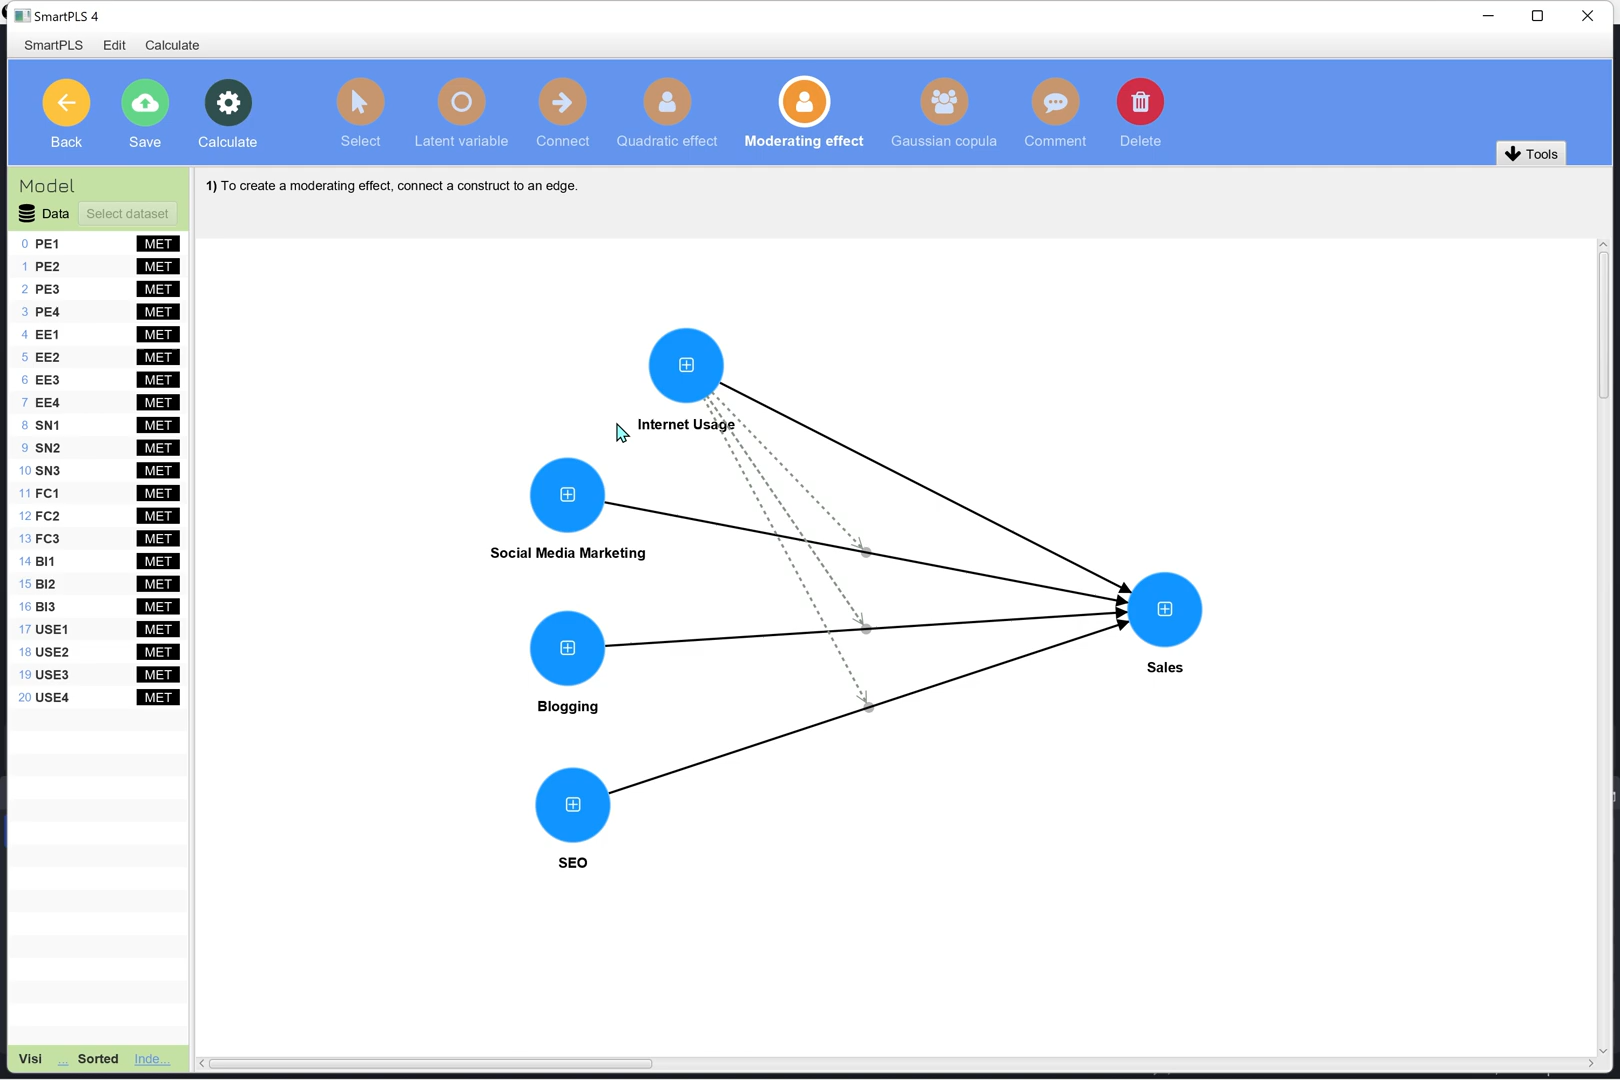 SmartPLS 4
SmartPLS Edit Calculate
Back Save Calculate Select Latent variable Connect Quadratic effect Moderating effect Gaussian copula Comment Delete
Tools
Model
Data Select dataset
1) To create a moderating effect, connect a construct to an edge.
0 PE1 MET
1 PE2 MET
2 PE3 MET
3 PE4 MET
4 EE1 MET
5 EE2 MET
6 EE3 MET
7 EE4 MET
8 SN1 MET
9 SN2 MET
10 SN3 MET
11 FC1 MET
12 FC2 MET
13 FC3 MET
14 BI1 MET
15 BI2 MET
16 BI3 MET
17 USE1 MET
18 USE2 MET
19 USE3 MET
20 USE4 MET
Internet Usage
Social Media Marketing
Blogging
SEO
Sales
Visi ... Sorted Inde...